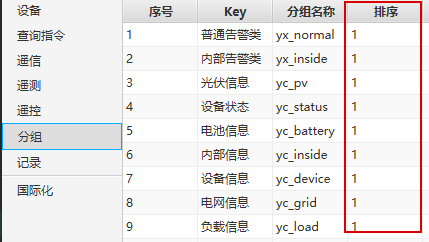 设备
查询指令
遥信
遥测
遥控
分组
记录
国际化
序号 Key 分组名称 排序
1 普通告警类 yx_normal 1
2 内部告警类 yx_inside 1
3 光伏信息 yc_pv 1
4 设备状态 yc_status 1
5 电池信息 yc_battery 1
6 内部信息 yc_inside 1
7 设备信息 yc_device 1
8 电网信息 yc_grid 1
9 负载信息 yc_load 1